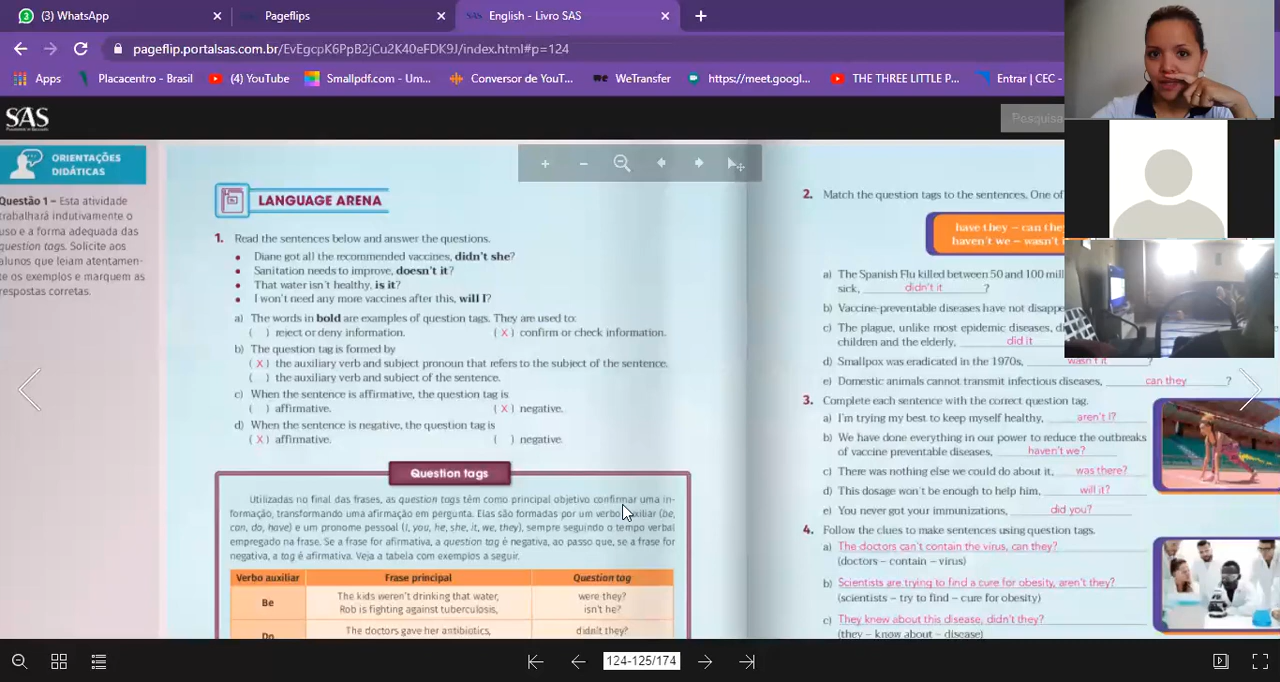 (3) WhatsApp
Pageflips
English - Livro SAS
pageflip.portalsas.com.br/EvEgcpK6PpB2jCu2K40eFDK9J/index.html#p=124
Apps
Placacentro - Brasil
(4) YouTube
Smallpdf.com - Um...
Conversor de YouT...
WeTransfer
https://meet.googl...
THE THREE LITTLE P...
Entrar | CEC -
SAS
Pesquisa
ORIENTAÇÕES
DIDÁTICAS
Questão 1 – Esta atividade
trabalhará indutivamente o
uso e a forma adequada das
question tags. Solicite aos
alunos que leiam atentamen-
te os exemplos e marquem as
respostas corretas.
LANGUAGE ARENA
1. Read the sentences below and answer the questions.
• Diane got all the recommended vaccines, didn't she?
• Sanitation needs to improve, doesn't it?
• That water isn't healthy, is it?
• I won't need any more vaccines after this, will I?
a) The words in bold are examples of question tags. They are used to:
( ) reject or deny information. ( X ) confirm or check information.
b) The question tag is formed by
( X ) the auxiliary verb and subject pronoun that refers to the subject of the sentence.
( ) the auxiliary verb and subject of the sentence.
c) When the sentence is affirmative, the question tag is
( ) affirmative. ( X ) negative.
d) When the sentence is negative, the question tag is
( X ) affirmative. ( ) negative.
Question tags
Utilizadas no final das frases, as question tags têm como principal objetivo confirmar uma in-
formação, transformando uma afirmação em pergunta. Elas são formadas por um verbo auxiliar (be,
can, do, have) e um pronome pessoal (I, you, he, she, it, we, they), sempre seguindo o tempo verbal
empregado na frase. Se a frase for afirmativa, a question tag é negativa, ao passo que, se a frase for
negativa, a tag é afirmativa. Veja a tabela com exemplos a seguir.
Verbo auxiliar Frase principal Question tag
Be
The kids weren't drinking that water, were they?
Rob is fighting against tuberculosis, isn't he?
Do
The doctors gave her antibiotics, didn't they?
2. Match the question tags to the sentences. One of
have they – can they
haven't we – wasn't i
a) The Spanish Flu killed between 50 and 100 mill
sick, didn't it ?
b) Vaccine-preventable diseases have not disappe
c) The plague, unlike most epidemic diseases, di
children and the elderly, did it
d) Smallpox was eradicated in the 1970s, wasn't it ?
e) Domestic animals cannot transmit infectious diseases, can they ?
3. Complete each sentence with the correct question tag.
a) I'm trying my best to keep myself healthy, aren't I?
b) We have done everything in our power to reduce the outbreaks
of vaccine preventable diseases, haven't we?
c) There was nothing else we could do about it, was there?
d) This dosage won't be enough to help him, will it?
e) You never got your immunizations, did you?
4. Follow the clues to make sentences using question tags.
a) The doctors can't contain the virus, can they?
(doctors – contain – virus)
b) Scientists are trying to find a cure for obesity, aren't they?
(scientists – try to find – cure for obesity)
c) They knew about this disease, didn't they?
(they – know about – disease)
124-125/174